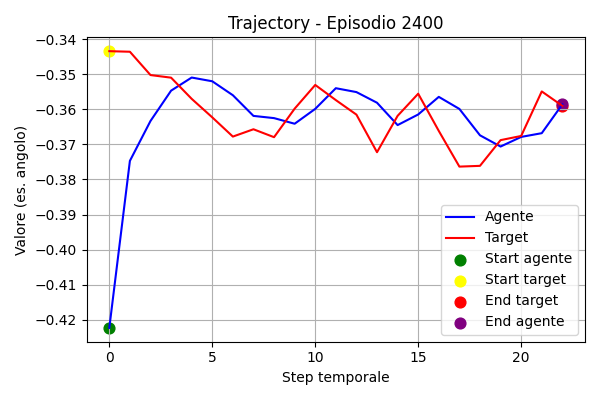 Trajectory - Episodio 2400
Valore (es. angolo)
−0.34
−0.35
−0.36
−0.37
−0.38
−0.39
−0.40
−0.41
−0.42
Agente
Target
Start agente
Start target
End target
End agente
0 5 10 15 20
Step temporale